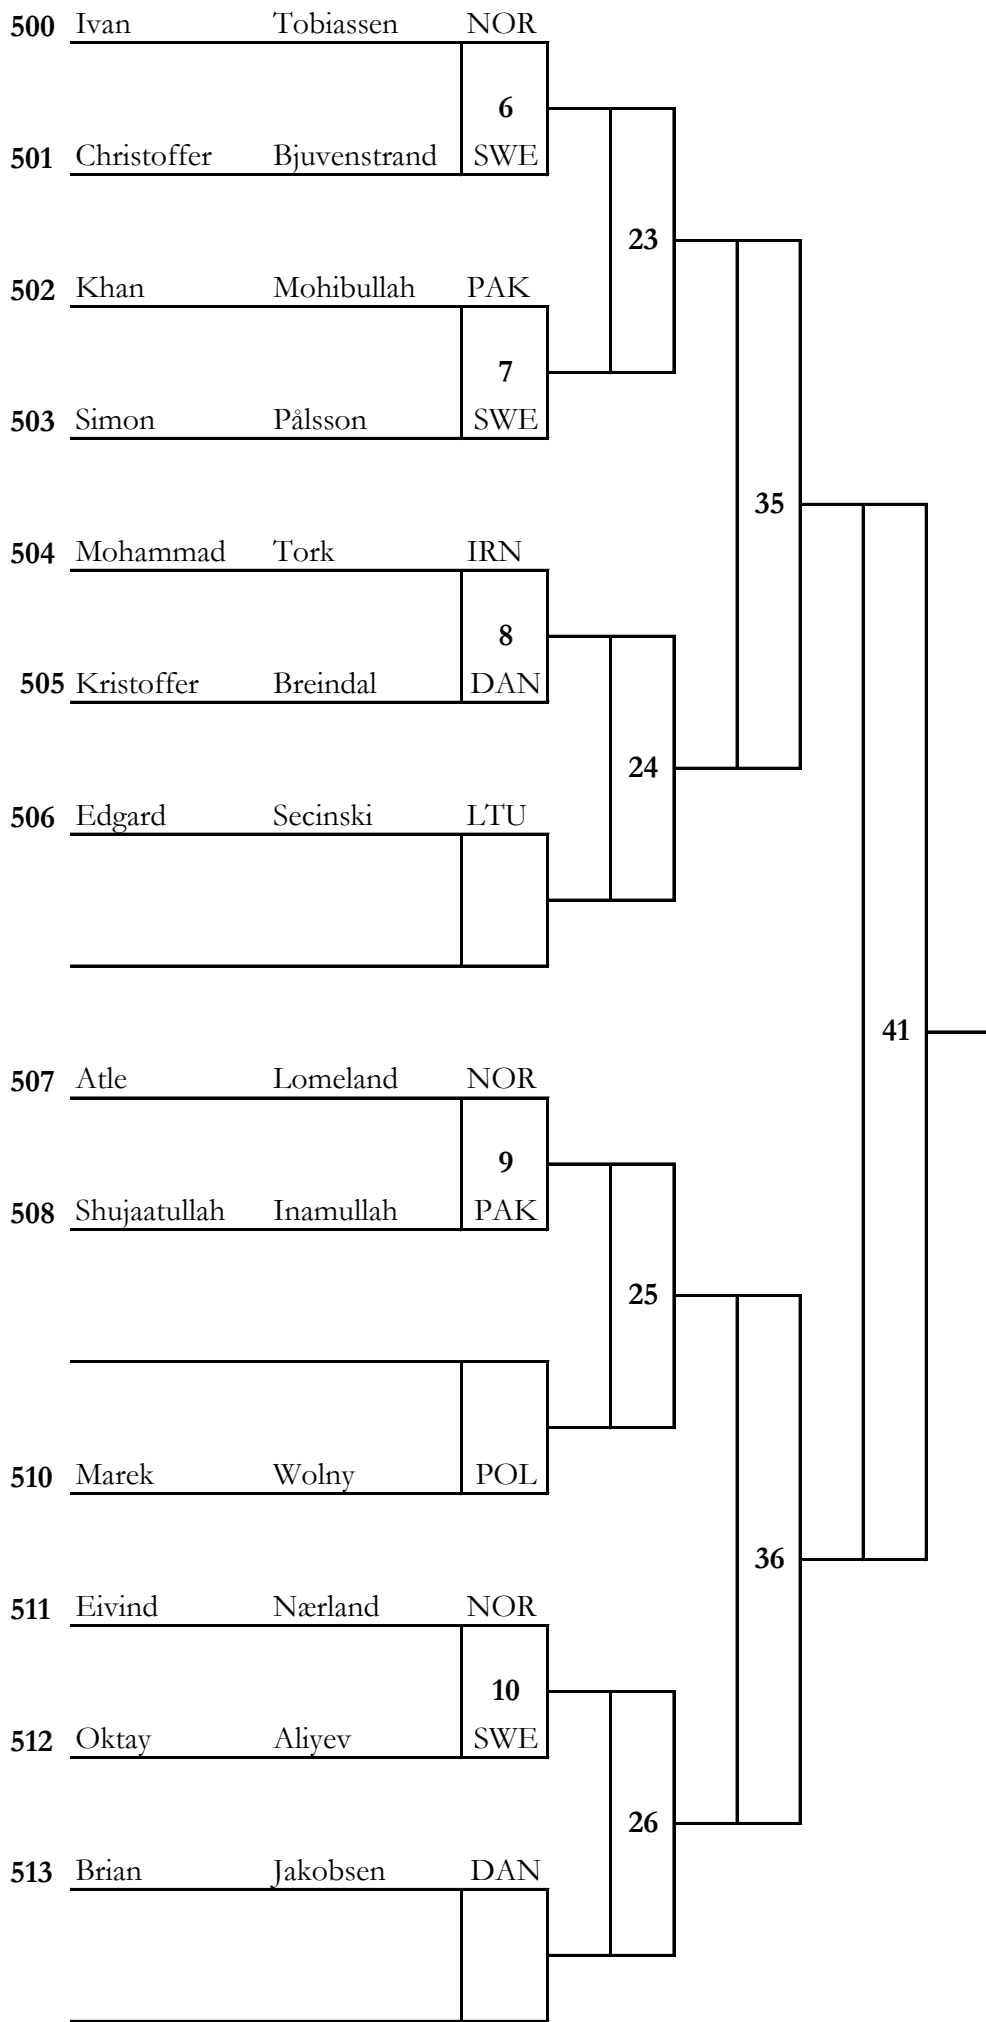 500 Ivan Tobiassen NOR
6
501 Christoffer Bjuvenstrand SWE
23
502 Khan Mohibullah PAK
7
503 Simon Pålsson SWE
35
504 Mohammad Tork IRN
8
505 Kristoffer Breindal DAN
24
506 Edgard Secinski LTU
41
507 Atle Lomeland NOR
9
508 Shujaatullah Inamullah PAK
25
510 Marek Wolny POL
36
511 Eivind Nærland NOR
10
512 Oktay Aliyev SWE
26
513 Brian Jakobsen DAN